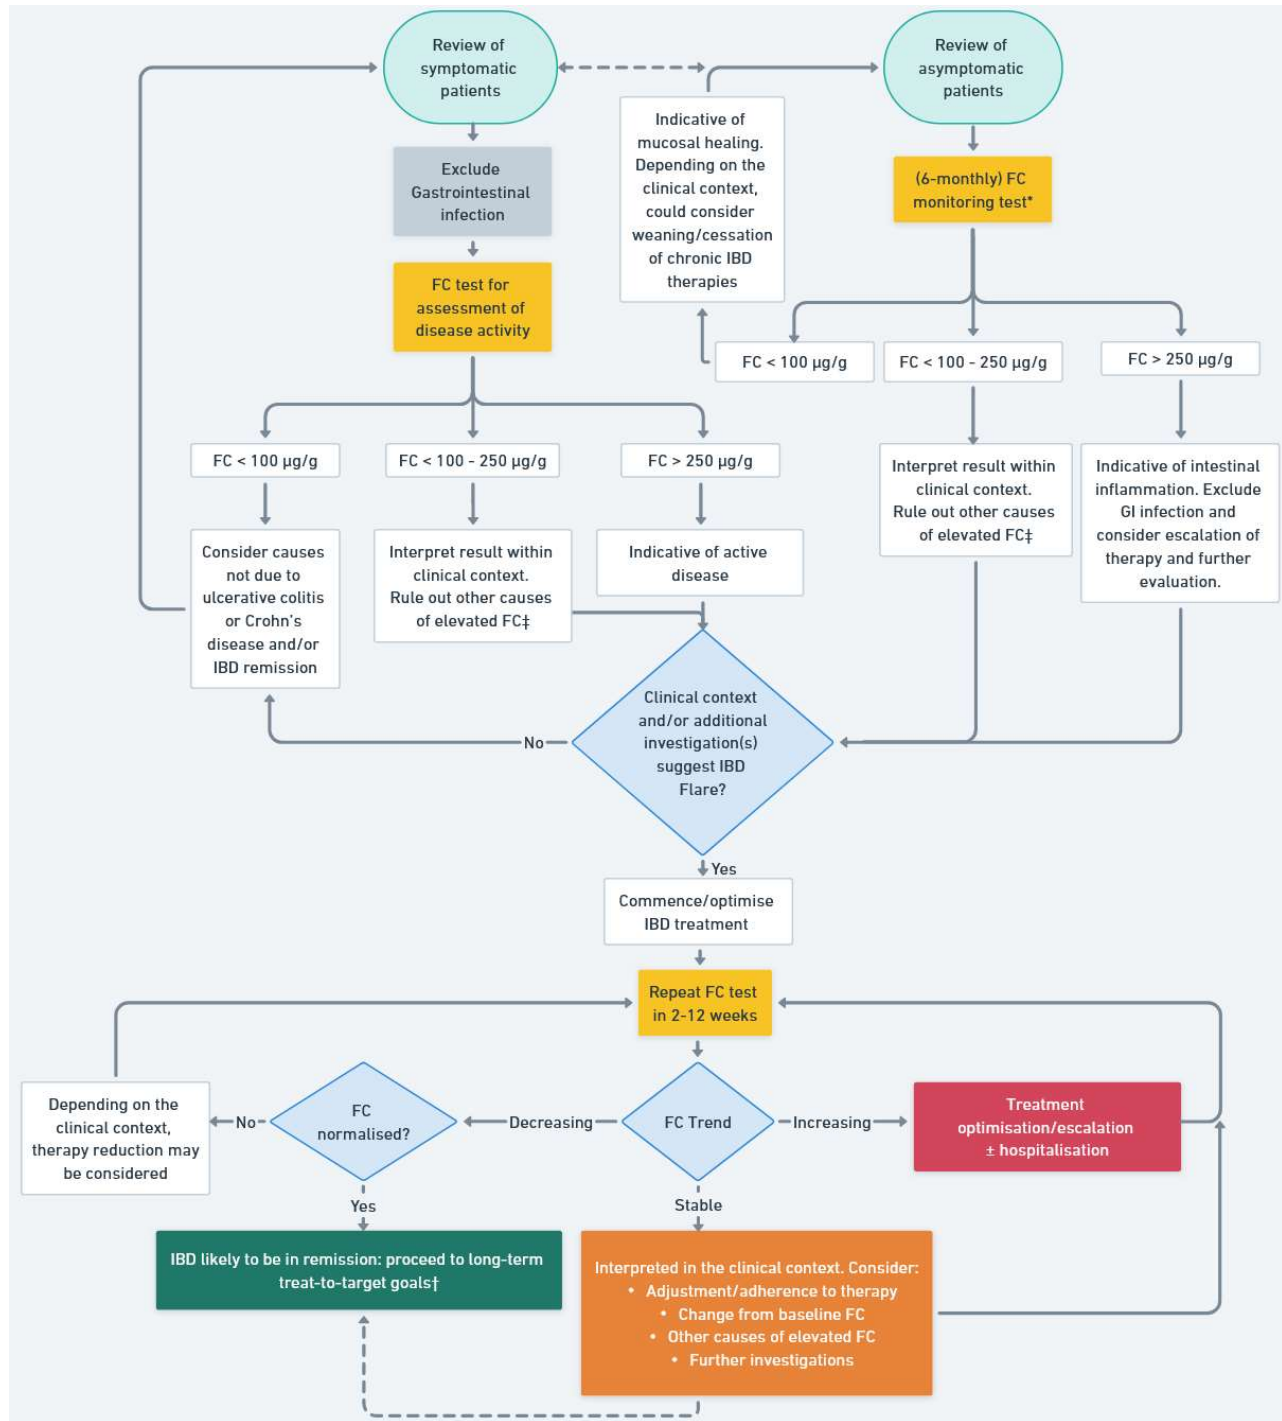 Review of
symptomatic
patients
Review of
asymptomatic
patients
Exclude
Gastrointestinal
infection
FC test for
assessment of
disease activity
Indicative of
mucosal healing.
Depending on the
clinical context,
could consider
weaning/cessation
of chronic IBD
therapies
(6-monthly) FC
monitoring test*
FC < 100 µg/g
FC < 100 - 250 µg/g
FC > 250 µg/g
FC < 100 µg/g
FC < 100 - 250 µg/g
FC > 250 µg/g
Consider causes
not due to
ulcerative colitis
or Crohn's
disease and/or
IBD remission
Interpret result within
clinical context.
Rule out other causes
of elevated FC‡
Indicative of active
disease
Interpret result within
clinical context.
Rule out other causes
of elevated FC‡
Indicative of intestinal
inflammation. Exclude
GI infection and
consider escalation of
therapy and further
evaluation.
Clinical context
and/or additional
investigation(s)
suggest IBD
Flare?
No
Yes
Commence/optimise
IBD treatment
Repeat FC test
in 2-12 weeks
Depending on the
clinical context,
therapy reduction may
be considered
No
FC
normalised?
Decreasing
FC Trend
Increasing
Treatment
optimisation/escalation
± hospitalisation
Yes
Stable
IBD likely to be in remission: proceed to long-term
treat-to-target goals†
Interpreted in the clinical context. Consider:
• Adjustment/adherence to therapy
• Change from baseline FC
• Other causes of elevated FC
• Further investigations